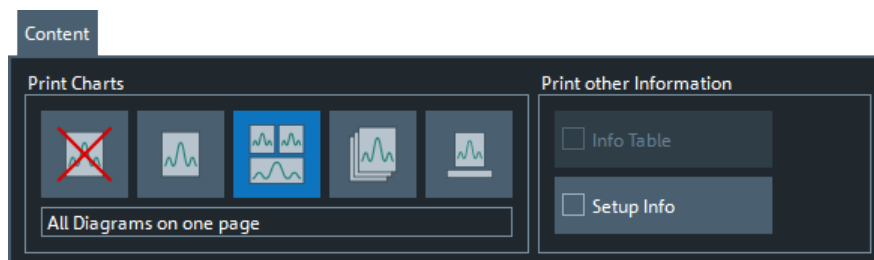 Content
Print Charts
Print other Information
Info Table
Setup Info
All Diagrams on one page